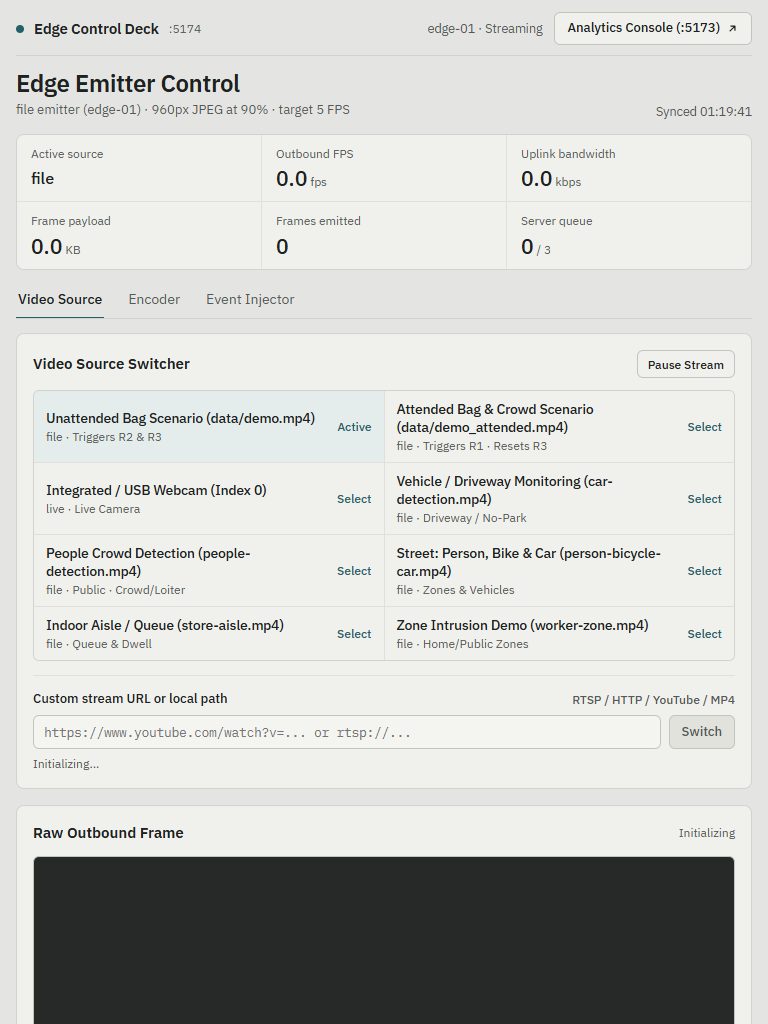 Edge Control Deck :5174
edge-01 · Streaming
Analytics Console (:5173) ↗
Edge Emitter Control
file emitter (edge-01) · 960px JPEG at 90% · target 5 FPS
Synced 01:19:41
Active source
file
Outbound FPS
0.0 fps
Uplink bandwidth
0.0 kbps
Frame payload
0.0 KB
Frames emitted
0
Server queue
0 / 3
Video Source
Encoder
Event Injector
Video Source Switcher
Pause Stream
Unattended Bag Scenario (data/demo.mp4)
file · Triggers R2 & R3
Active
Attended Bag & Crowd Scenario
(data/demo_attended.mp4)
file · Triggers R1 · Resets R3
Select
Integrated / USB Webcam (Index 0)
live · Live Camera
Select
Vehicle / Driveway Monitoring (car-
detection.mp4)
file · Driveway / No-Park
Select
People Crowd Detection (people-
detection.mp4)
file · Public · Crowd/Loiter
Select
Street: Person, Bike & Car (person-bicycle-
car.mp4)
file · Zones & Vehicles
Select
Indoor Aisle / Queue (store-aisle.mp4)
file · Queue & Dwell
Select
Zone Intrusion Demo (worker-zone.mp4)
file · Home/Public Zones
Select
Custom stream URL or local path
RTSP / HTTP / YouTube / MP4
https://www.youtube.com/watch?v=... or rtsp://...
Switch
Initializing…
Raw Outbound Frame
Initializing